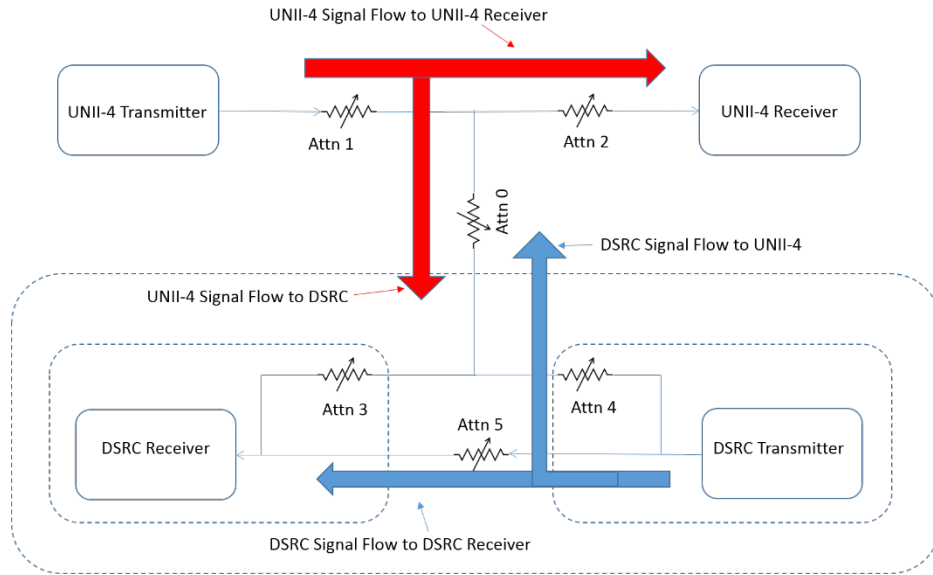 UNII-4 Signal Flow to UNII-4 Receiver
UNII-4 Transmitter
Attn 1
Attn 2
UNII-4 Receiver
Attn 0
DSRC Signal Flow to UNII-4
UNII-4 Signal Flow to DSRC
Attn 3
Attn 4
Attn 5
DSRC Receiver
DSRC Transmitter
DSRC Signal Flow to DSRC Receiver